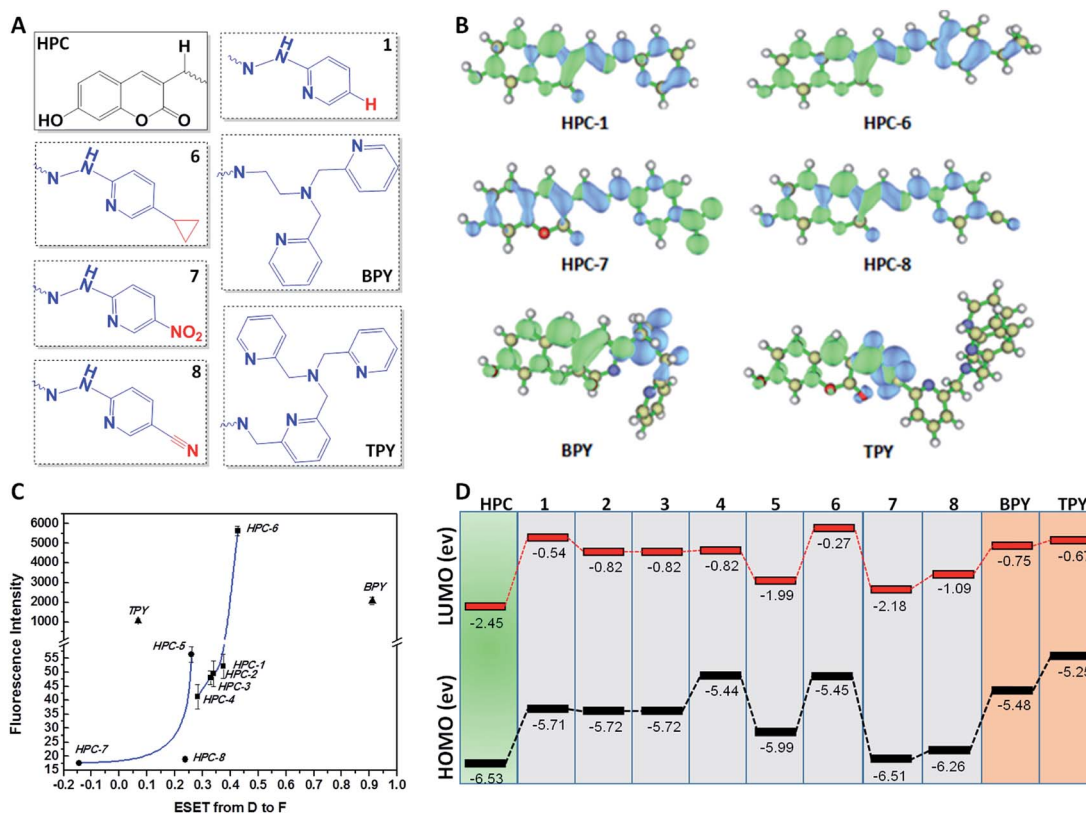 A
HPC
H
HO
O
O
1
H
N
N
N
H
6
H
N
N
N
N
N
N
N
BPY
7
H
N
N
N
NO2
8
H
N
N
N
N
N
N
N
N
N
TPY
B
HPC-1
HPC-6
HPC-7
HPC-8
BPY
TPY
C
Fluorescence Intensity
6000
5000
4000
3000
2000
1000
55
50
45
40
35
30
25
20
15
HPC-6
BPY
TPY
HPC-5
HPC-1
HPC-2
HPC-3
HPC-4
HPC-7
HPC-8
-0.2 -0.1 0.0 0.1 0.2 0.3 0.4 0.5 0.6 0.7 0.8 0.9 1.0
ESET from D to F
D
HPC 1 2 3 4 5 6 7 8 BPY TPY
LUMO (ev)
-2.45 -0.54 -0.82 -0.82 -0.82 -1.99 -0.27 -2.18 -1.09 -0.75 -0.67
HOMO (ev)
-6.53 -5.71 -5.72 -5.72 -5.44 -5.99 -5.45 -6.51 -6.26 -5.48 -5.25